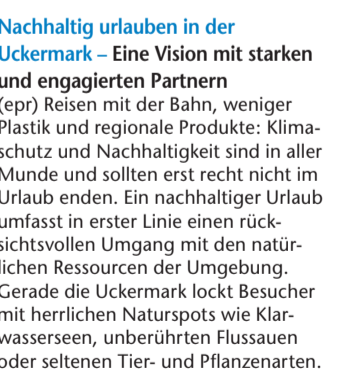 Nachhaltig urlauben in der
Uckermark – Eine Vision mit starken
und engagierten Partnern
(epr) Reisen mit der Bahn, weniger
Plastik und regionale Produkte: Klima-
schutz und Nachhaltigkeit sind in aller
Munde und sollten erst recht nicht im
Urlaub enden. Ein nachhaltiger Urlaub
umfasst in erster Linie einen rück-
sichtsvollen Umgang mit den natür-
lichen Ressourcen der Umgebung.
Gerade die Uckermark lockt Besucher
mit herrlichen Naturspots wie Klar-
wasserseen, unberührten Flussauen
oder seltenen Tier- und Pflanzenarten.